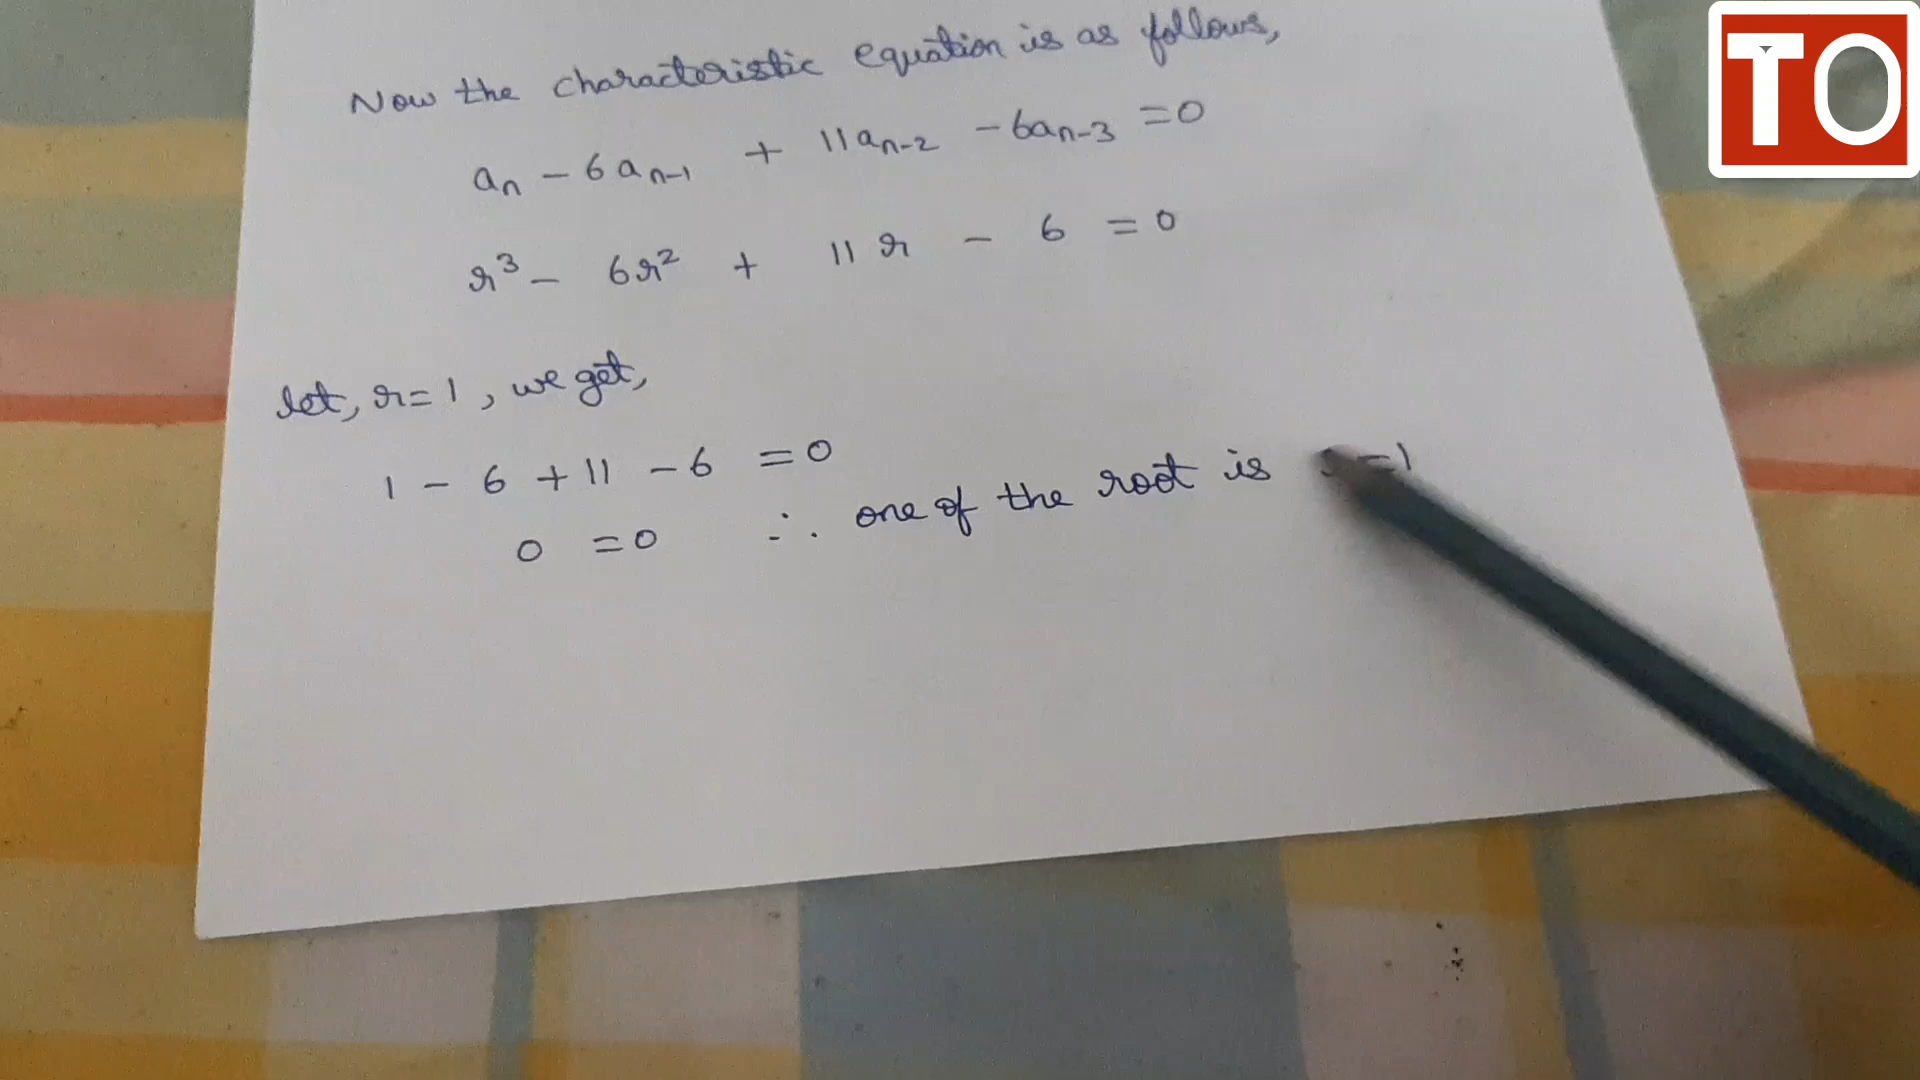 TO
Now the characteristic equation is as follows,
aₙ − 6aₙ₋₁ + 11aₙ₋₂ − 6aₙ₋₃ = 0
r³ − 6r² + 11r − 6 = 0
let, r=1, we get,
1 − 6 + 11 − 6 = 0
0 = 0 ∴ one of the root is =1